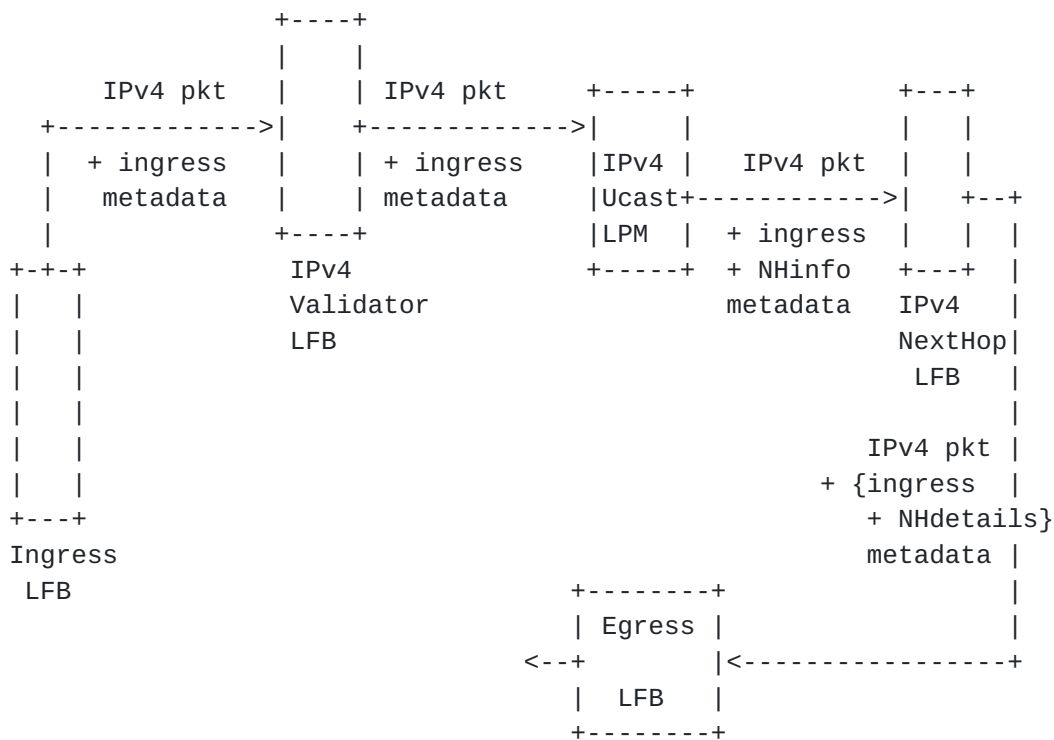 IPv4 pkt
IPv4 pkt
+ ingress
metadata
+ ingress
metadata
IPv4
Ucast
LPM
IPv4 pkt
+ ingress
+ NHinfo
metadata
IPv4
Validator
LFB
IPv4
NextHop
LFB
IPv4 pkt
+ {ingress
+ NHdetails}
metadata
Ingress
LFB
Egress
LFB